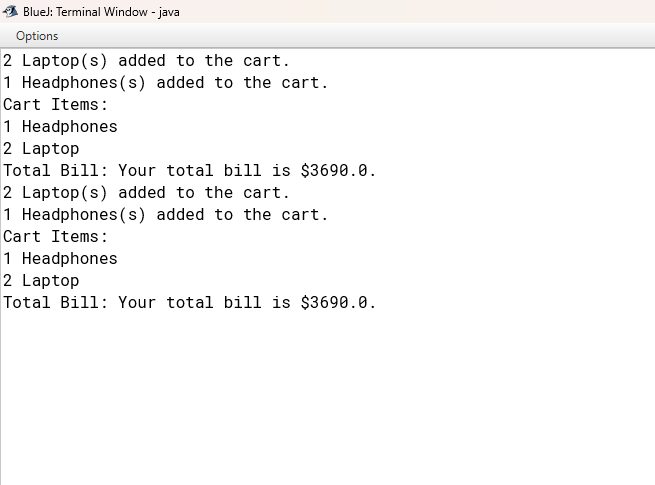 BlueJ: Terminal Window - java
Options
2 Laptop(s) added to the cart.
1 Headphones(s) added to the cart.
Cart Items:
1 Headphones
2 Laptop
Total Bill: Your total bill is $3690.0.
2 Laptop(s) added to the cart.
1 Headphones(s) added to the cart.
Cart Items:
1 Headphones
2 Laptop
Total Bill: Your total bill is $3690.0.